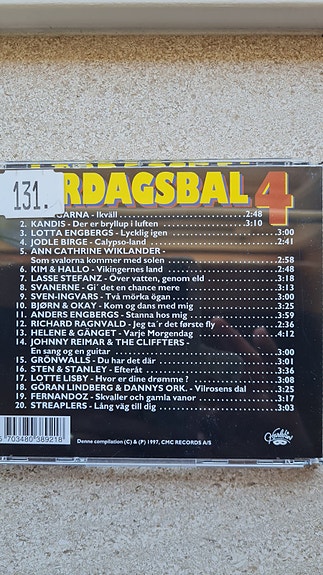 131.
RDAGSBAL 4
GARNA - Ikväll 2:48
2. KANDIS - Der er bryllup i luften 3:10
3. LOTTA ENGBERGS - Lycklig igen 3:00
4. JODLE BIRGE - Calypso-land 2:41
5. ANN CATHRINE WIKLANDER -
Som svalorna kommer med solen 2:58
6. KIM & HALLO - Vikingernes land 2:48
7. LASSE STEFANZ - Över vatten, genom eld 3:18
8. SVANERNE - Gi´ det en chance mere 3:13
9. SVEN-INGVARS - Två mörka ögan 3:00
10. BJØRN & OKAY - Kom og dans med mig 3:25
11. ANDERS ENGBERGS - Stanna hos mig 3:59
12. RICHARD RAGNVALD - Jeg ta´r det første fly 2:36
13. HELENE & GÄNGET - Varje Morgendag 4:12
14. JOHNNY REIMAR & THE CLIFFTERS -
En sang og en guitar 3:00
15. GRÖNWALLS - Du har det där 3:01
16. STEN & STANLEY - Efteråt 3:36
17. LOTTE LISBY - Hvor er dine drømme ? 3:00
18. GÖRAN LINDBERG & DANNYS ORK. - Vilrosens dal 3:25
19. FERNANDOZ - Skvaller och gamla vanor 3:17
20. STREAPLERS - Lång väg till dig 3:03
5 703480 389218
Denne compilation (C) & (P) 1997, CMC RECORDS A/S